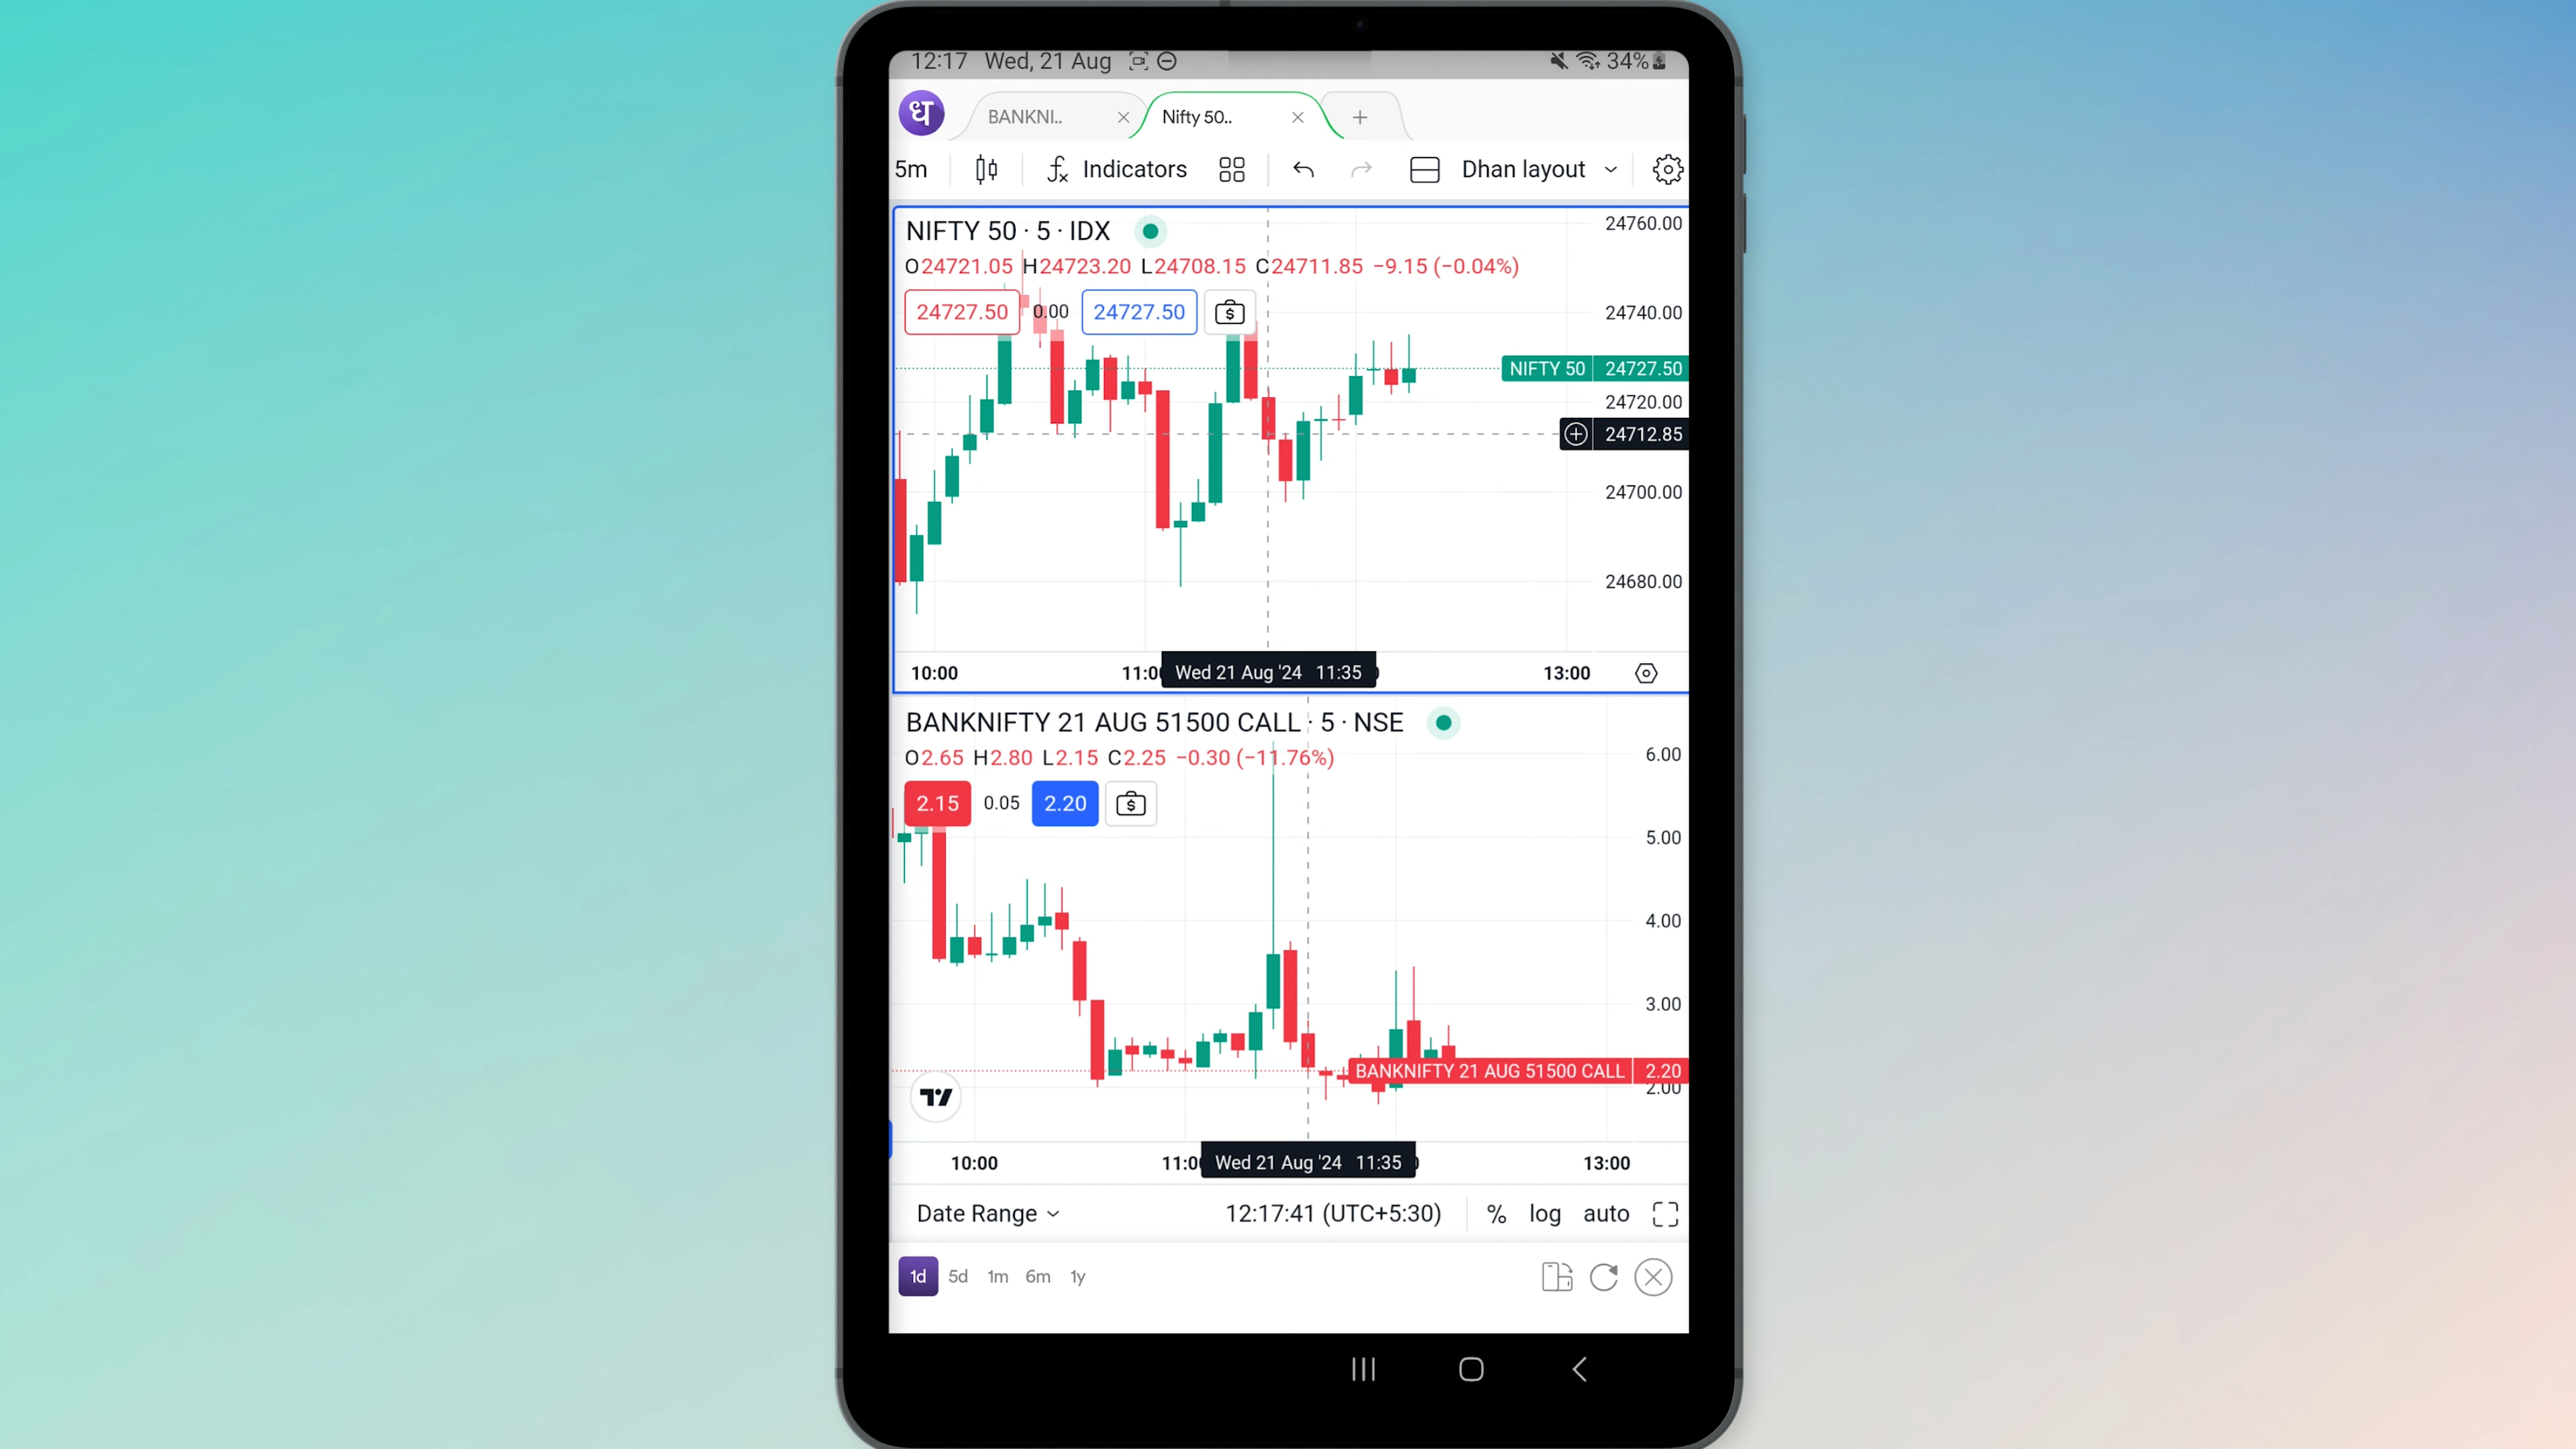 12:17 Wed, 21 Aug 34%
ध BANKNI.. Nifty 50..
5m Indicators Dhan layout
NIFTY 50 · 5 · IDX
O24721.05 H24723.20 L24708.15 C24711.85 −9.15 (−0.04%)
24727.50 0.00 24727.50
24760.00
24740.00
NIFTY 50 24727.50
24720.00
24712.85
24700.00
24680.00
10:00 11:00 Wed 21 Aug '24 11:35 13:00
BANKNIFTY 21 AUG 51500 CALL · 5 · NSE
O2.65 H2.80 L2.15 C2.25 −0.30 (−11.76%)
2.15 0.05 2.20
6.00
5.00
4.00
3.00
BANKNIFTY 21 AUG 51500 CALL 2.20
2.00
10:00 11:00 Wed 21 Aug '24 11:35 13:00
Date Range 12:17:41 (UTC+5:30) % log auto
1d 5d 1m 6m 1y